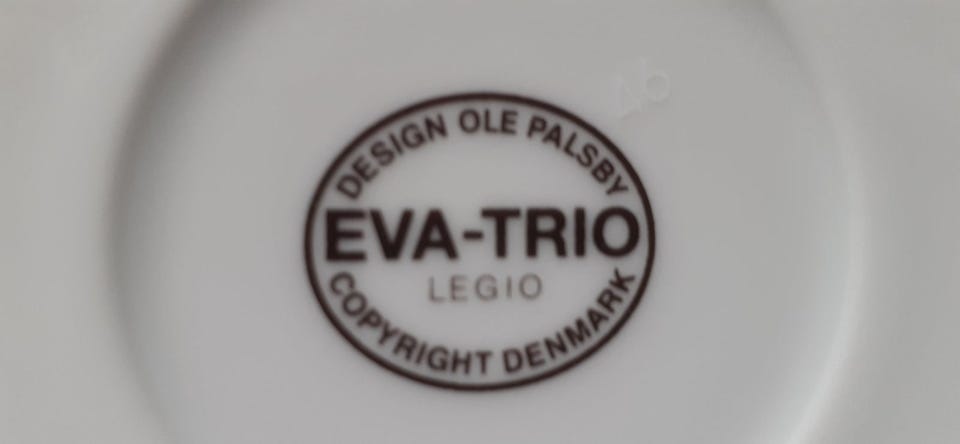 DESIGN OLE PALSBY
EVA-TRIO
LEGIO
COPYRIGHT DENMARK